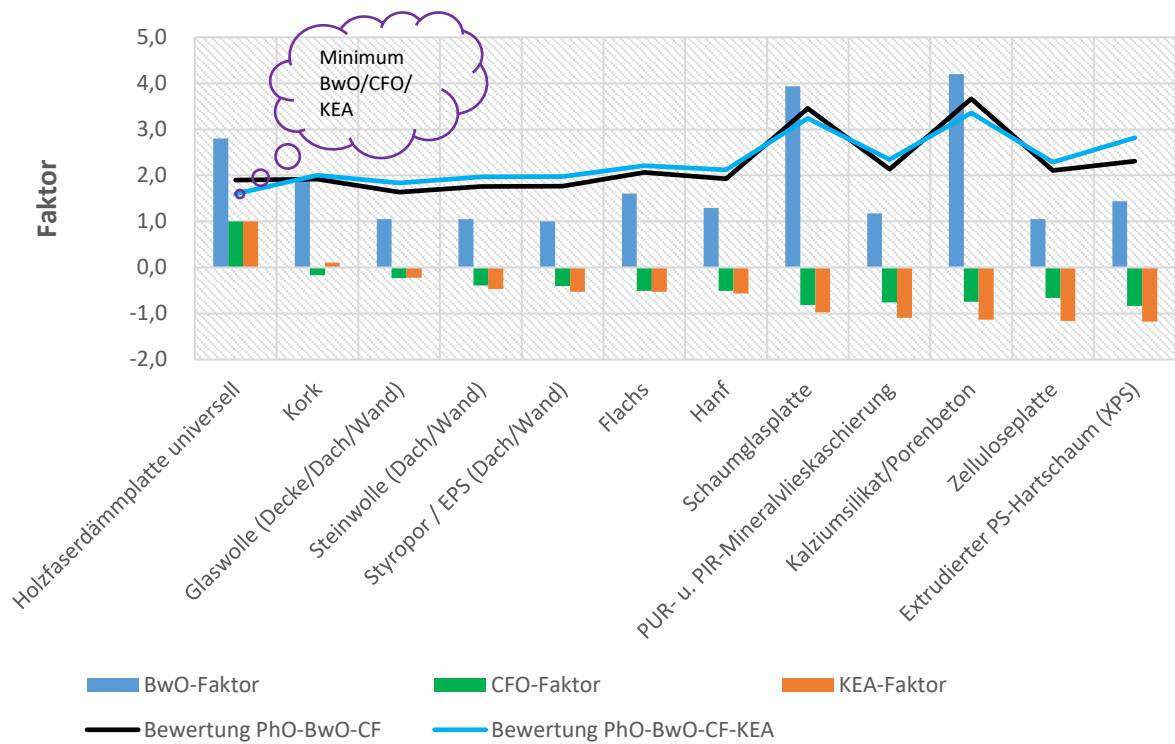 Minimum
BwO/CFO/
KEA
5,0
4,0
3,0
2,0
1,0
0,0
-1,0
-2,0
Faktor
Holzfaserdämmplatte universell
Kork
Glaswolle (Decke/Dach/Wand)
Steinwolle (Dach/Wand)
Styropor / EPS (Dach/Wand)
Flachs
Hanf
Schaumglasplatte
PUR- u. PIR-Mineralvlieskaschierung
Kalziumsilikat/Porenbeton
Zelluloseplatte
Extrudierter PS-Hartschaum (XPS)
BwO-Faktor
CFO-Faktor
KEA-Faktor
Bewertung PhO-BwO-CF
Bewertung PhO-BwO-CF-KEA